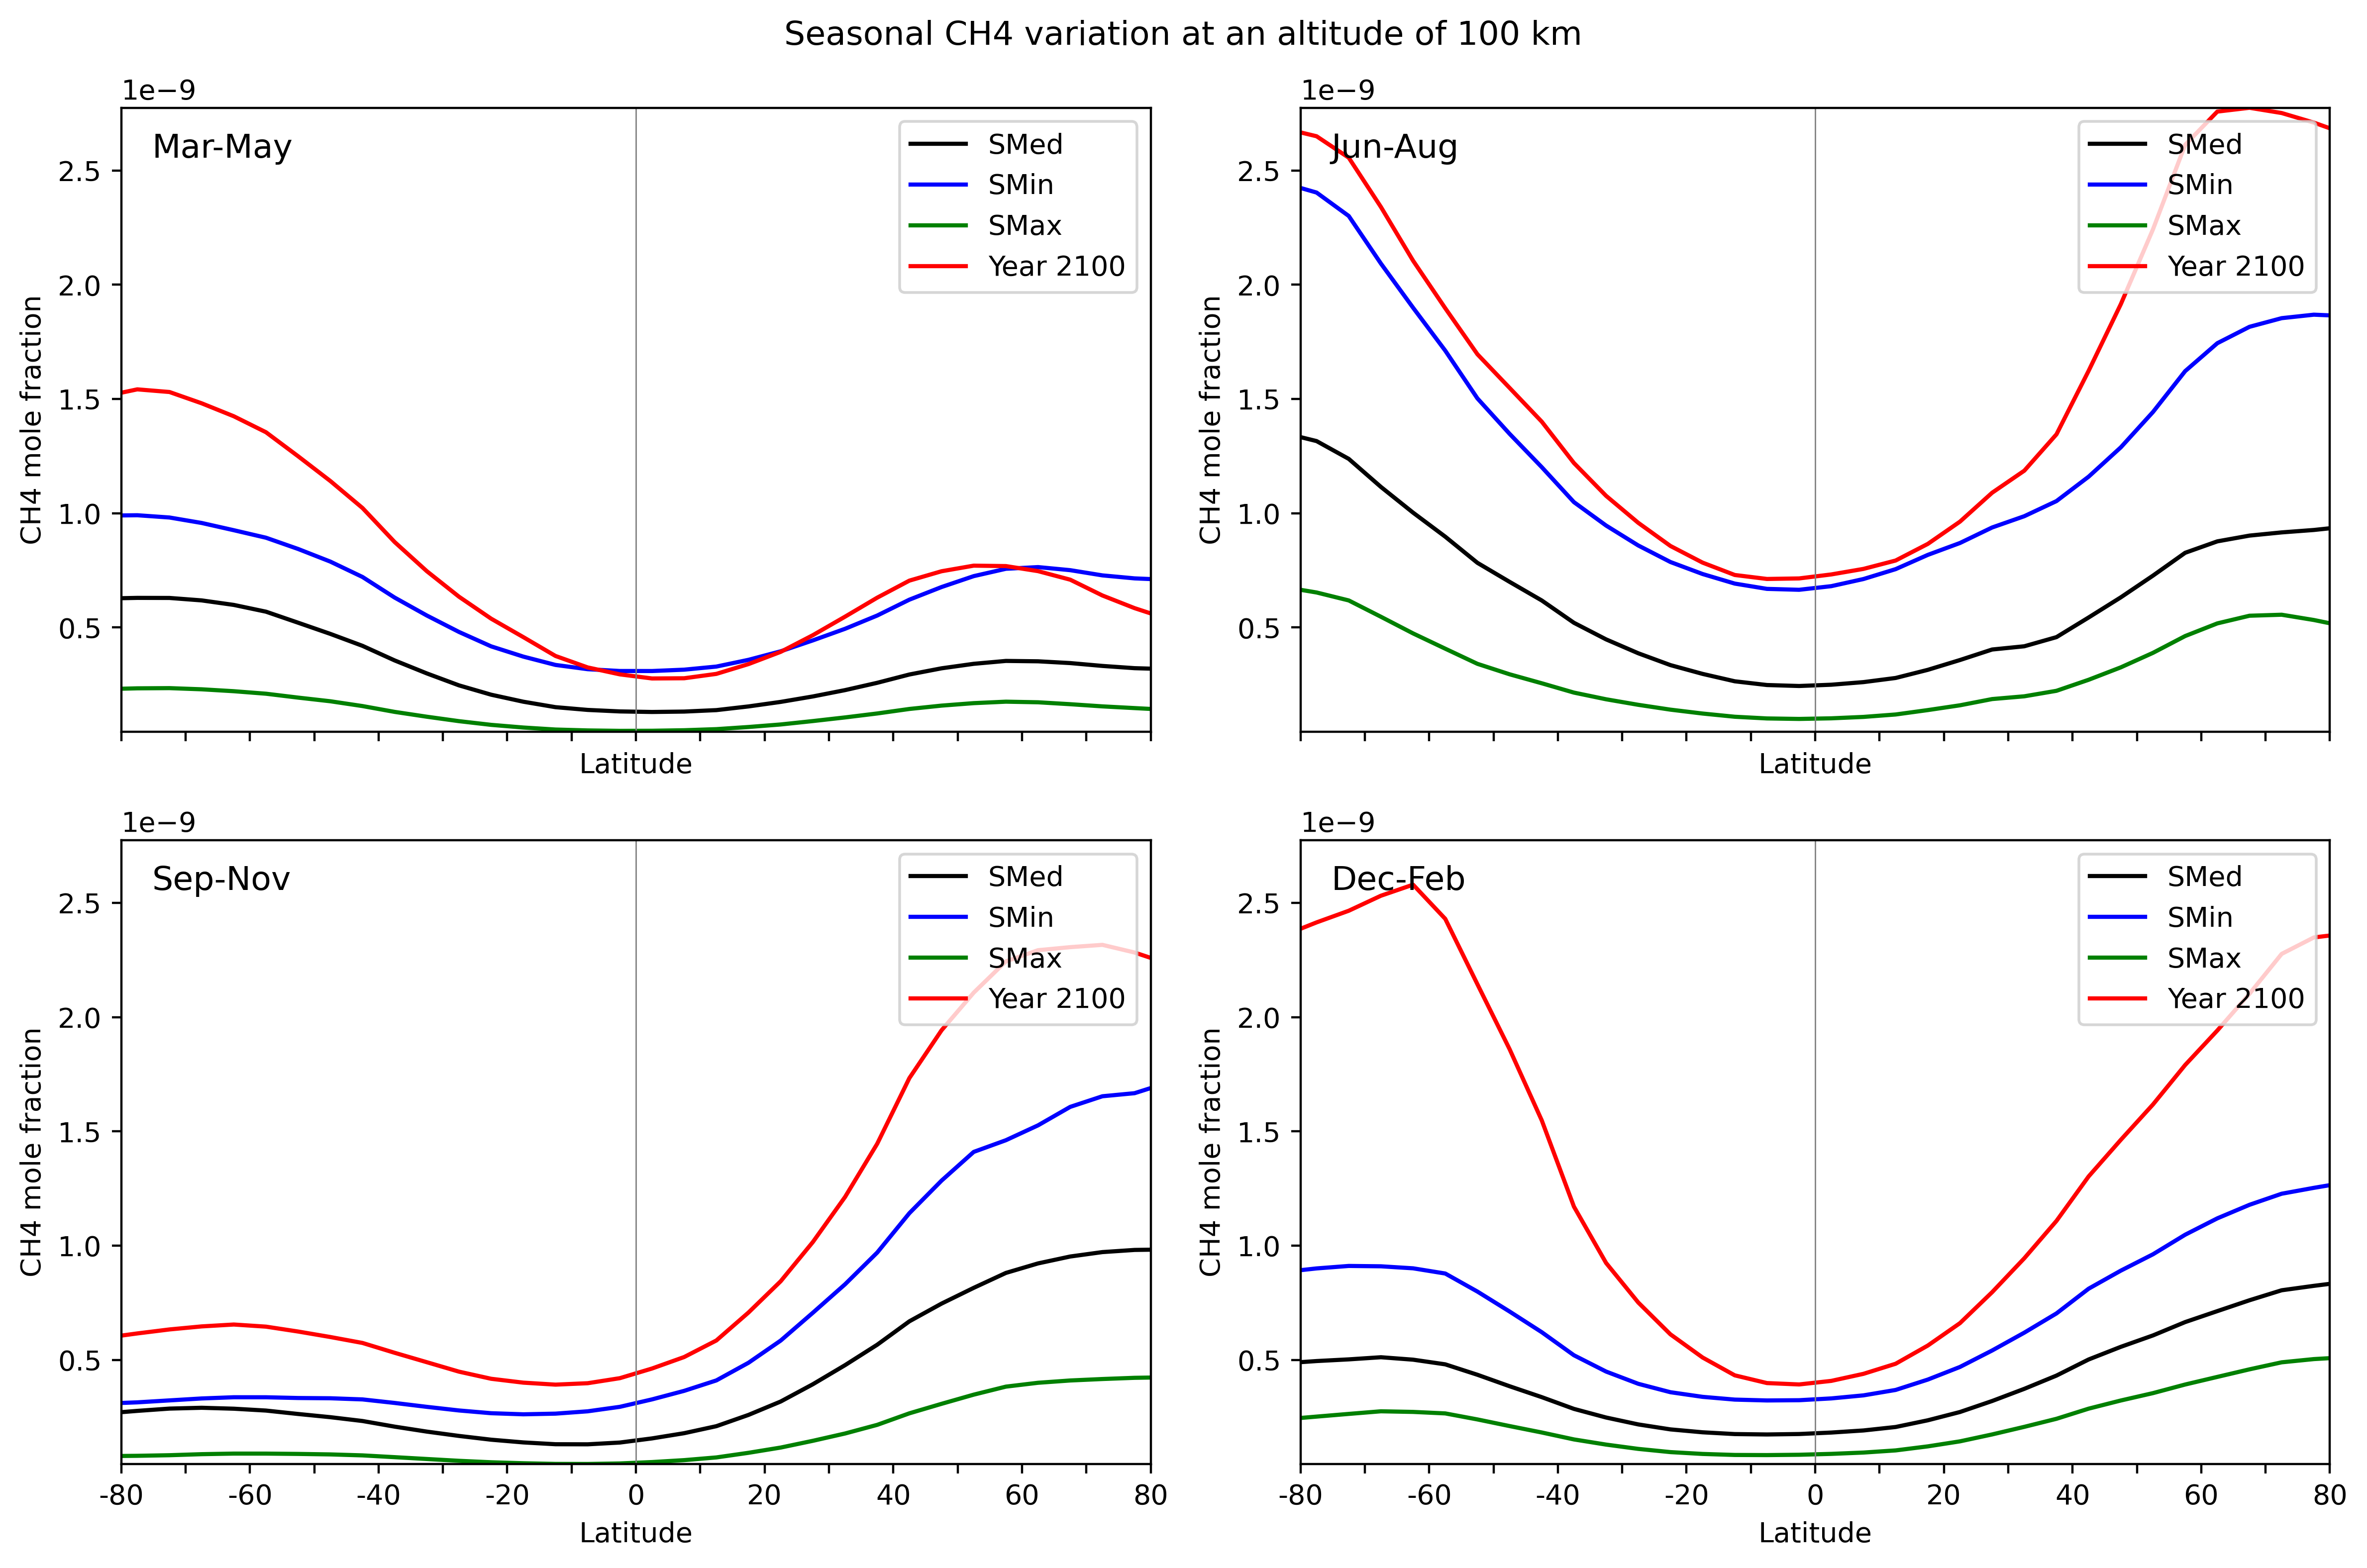 Seasonal CH4 variation at an altitude of 100 km
1e−9
Mar-May
SMed
SMin
SMax
Year 2100
2.5
2.0
1.5
1.0
0.5
CH4 mole fraction
Latitude
1e−9
Jun-Aug
SMed
SMin
SMax
Year 2100
2.5
2.0
1.5
1.0
0.5
CH4 mole fraction
Latitude
1e−9
Sep-Nov
SMed
SMin
SMax
Year 2100
2.5
2.0
1.5
1.0
0.5
CH4 mole fraction
-80 -60 -40 -20 0 20 40 60 80
Latitude
1e−9
Dec-Feb
SMed
SMin
SMax
Year 2100
2.5
2.0
1.5
1.0
0.5
CH4 mole fraction
-80 -60 -40 -20 0 20 40 60 80
Latitude